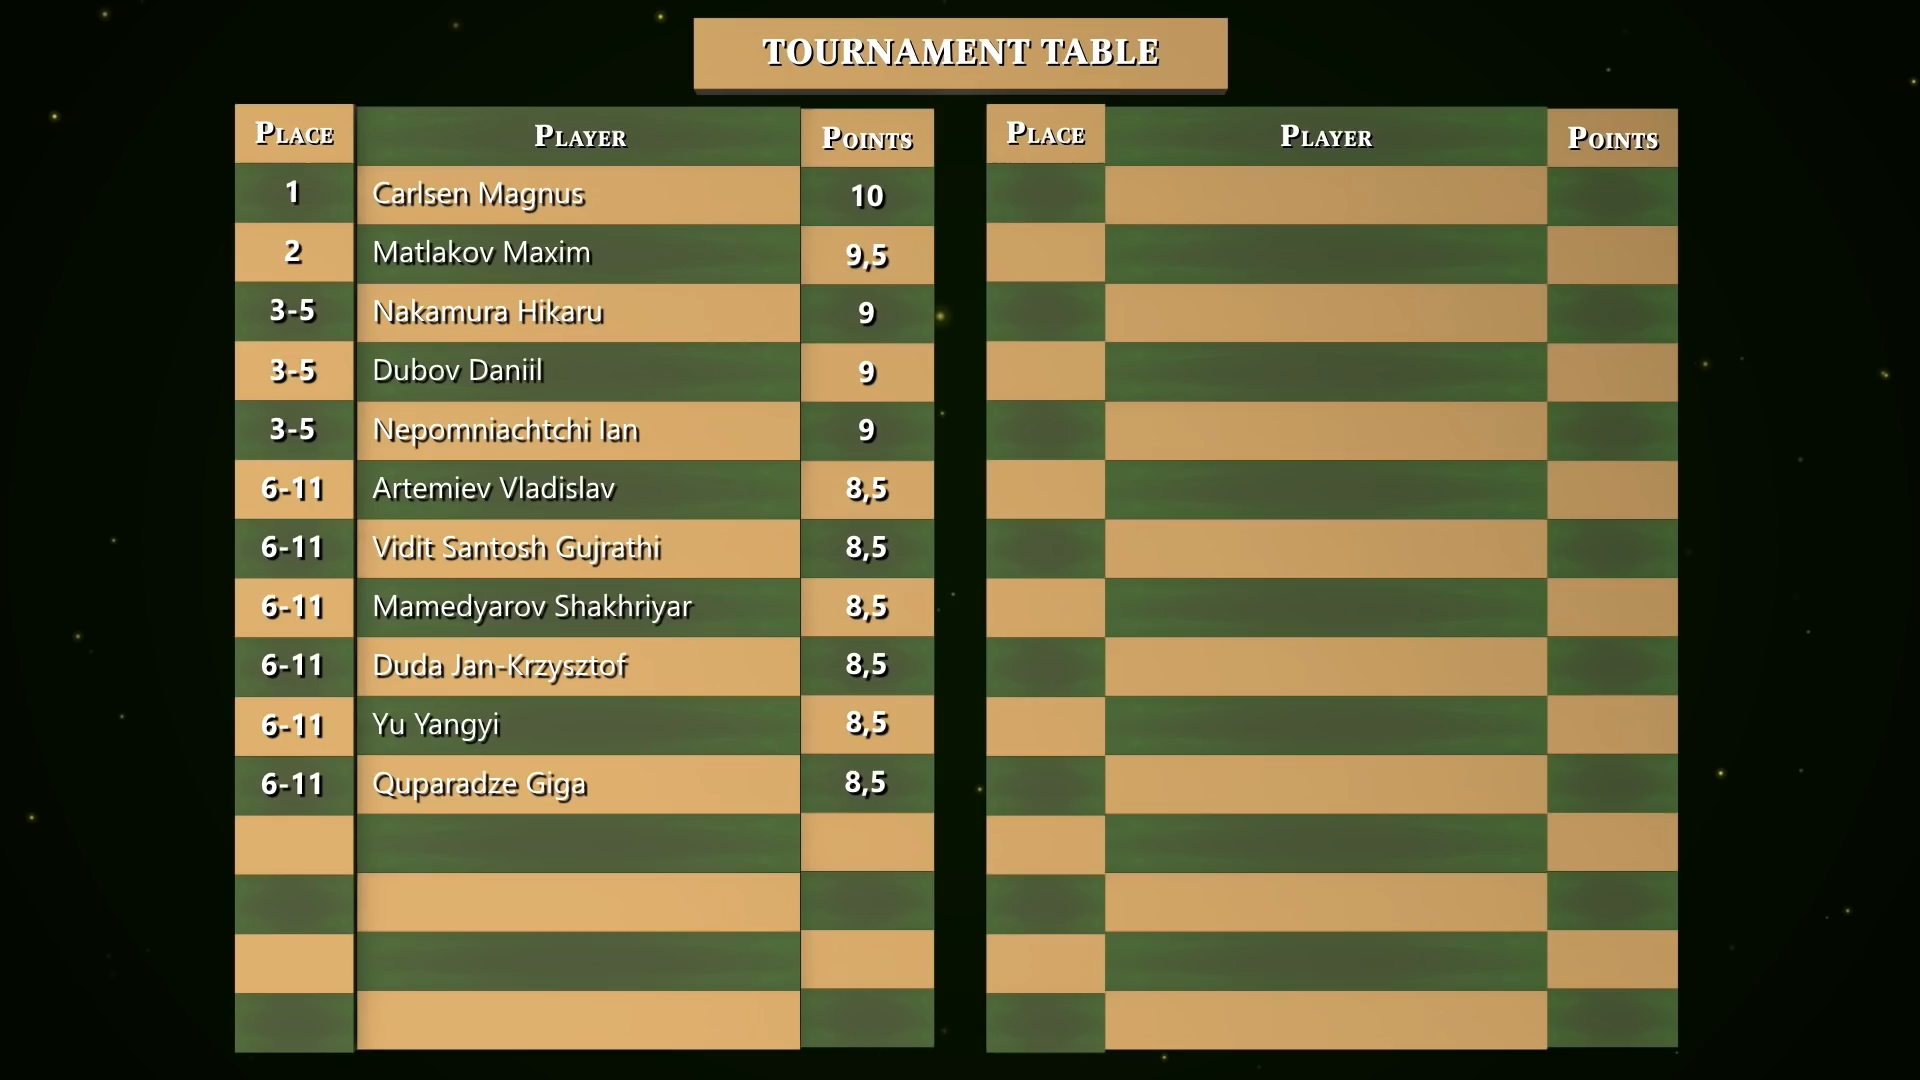 TOURNAMENT TABLE
PLACE PLAYER POINTS
1 Carlsen Magnus 10
2 Matlakov Maxim 9,5
3-5 Nakamura Hikaru 9
3-5 Dubov Daniil 9
3-5 Nepomniachtchi Ian 9
6-11 Artemiev Vladislav 8,5
6-11 Vidit Santosh Gujrathi 8,5
6-11 Mamedyarov Shakhriyar 8,5
6-11 Duda Jan-Krzysztof 8,5
6-11 Yu Yangyi 8,5
6-11 Quparadze Giga 8,5
PLACE PLAYER POINTS